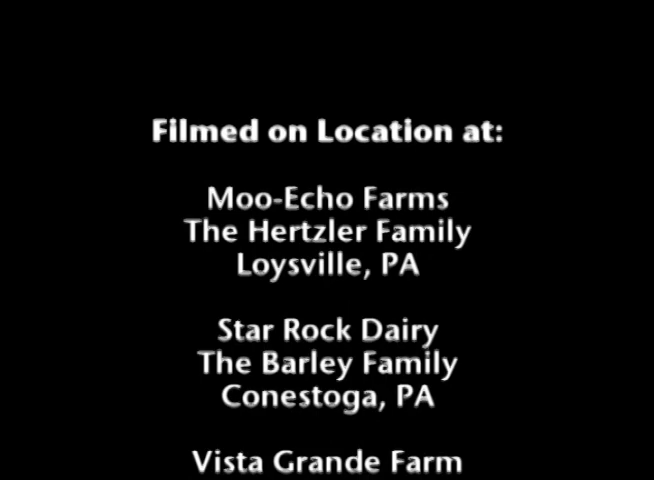 Filmed on Location at:
Moo-Echo Farms
The Hertzler Family
Loysville, PA
Star Rock Dairy
The Barley Family
Conestoga, PA
Vista Grande Farm